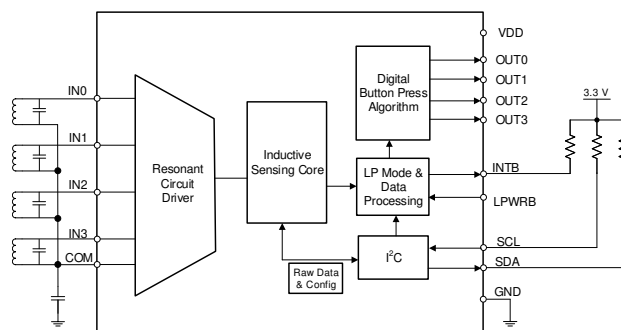 VDD
IN0
IN1
IN2
IN3
COM
Resonant
Circuit
Driver
Inductive
Sensing Core
Digital
Button Press
Algorithm
LP Mode &
Data
Processing
I²C
Raw Data
& Config
OUT0
OUT1
OUT2
OUT3
INTB
LPWRB
SCL
SDA
GND
3.3 V